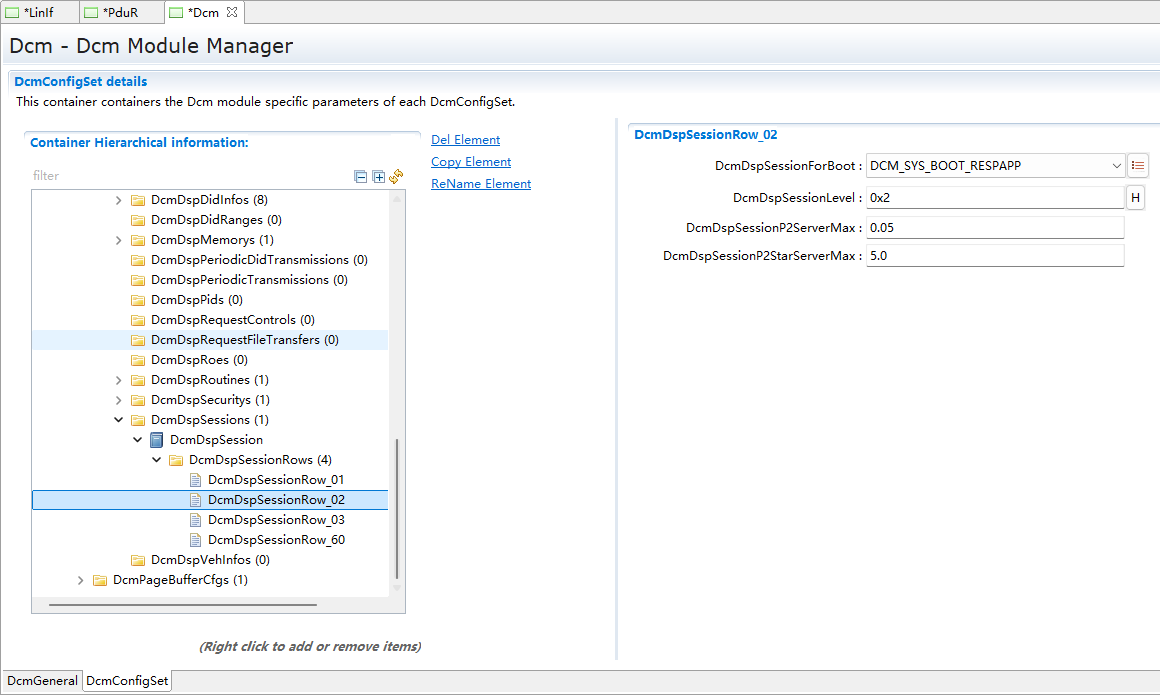 *LinIf *PduR *Dcm
Dcm - Dcm Module Manager
DcmConfigSet details
This container containers the Dcm module specific parameters of each DcmConfigSet.
Container Hierarchical information:
filter
DcmDspDidInfos (8)
DcmDspDidRanges (0)
DcmDspMemorys (1)
DcmDspPeriodicDidTransmissions (0)
DcmDspPeriodicTransmissions (0)
DcmDspPids (0)
DcmDspRequestControls (0)
DcmDspRequestFileTransfers (0)
DcmDspRoes (0)
DcmDspRoutines (1)
DcmDspSecuritys (1)
DcmDspSessions (1)
DcmDspSession
DcmDspSessionRows (4)
DcmDspSessionRow_01
DcmDspSessionRow_02
DcmDspSessionRow_03
DcmDspSessionRow_60
DcmDspVehInfos (0)
DcmPageBufferCfgs (1)
(Right click to add or remove items)
Del Element
Copy Element
ReName Element
DcmDspSessionRow_02
DcmDspSessionForBoot : DCM_SYS_BOOT_RESPAPP
DcmDspSessionLevel : 0x2 H
DcmDspSessionP2ServerMax : 0.05
DcmDspSessionP2StarServerMax : 5.0
DcmGeneral DcmConfigSet